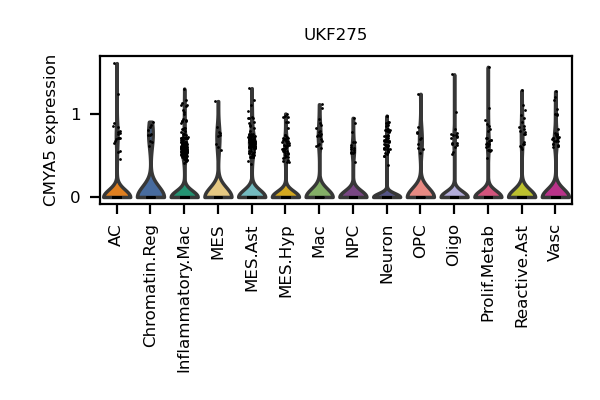 UKF275
CMYA5 expression
1
0
AC
Chromatin.Reg
Inflammatory.Mac
MES
MES.Ast
MES.Hyp
Mac
NPC
Neuron
OPC
Oligo
Prolif.Metab
Reactive.Ast
Vasc